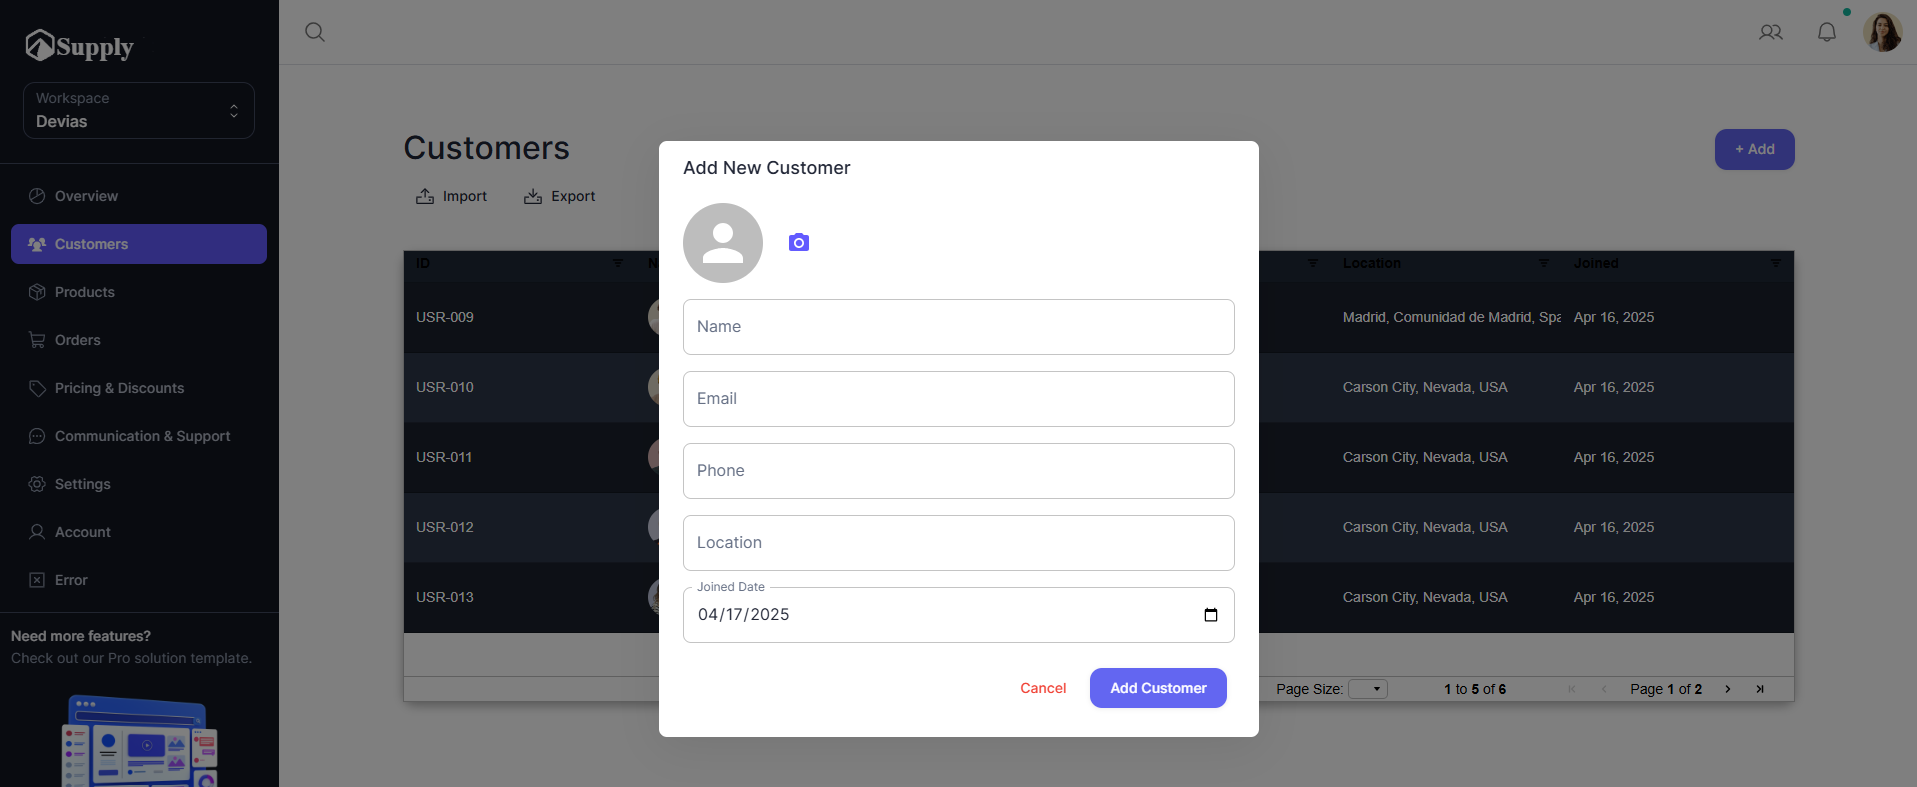 Supply
Workspace
Devias
Overview
Customers
Products
Orders
Pricing & Discounts
Communication & Support
Settings
Account
Error
Need more features?
Check out our Pro solution template.
Customers
+ Add
Import
Export
ID
N
Location
Joined
USR-009
Madrid, Comunidad de Madrid, Spa
Apr 16, 2025
USR-010
Carson City, Nevada, USA
Apr 16, 2025
USR-011
Carson City, Nevada, USA
Apr 16, 2025
USR-012
Carson City, Nevada, USA
Apr 16, 2025
USR-013
Carson City, Nevada, USA
Apr 16, 2025
Page Size:
1 to 5 of 6
Page 1 of 2
Add New Customer
Name
Email
Phone
Location
Joined Date
04/17/2025
Cancel
Add Customer